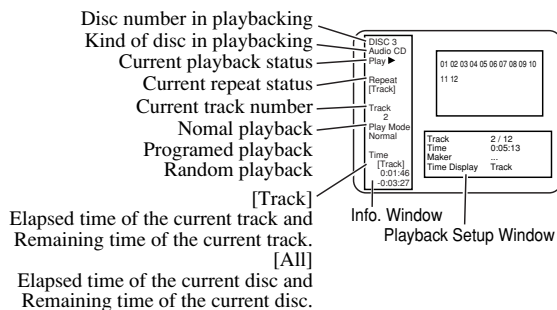 Disc number in playbacking
Kind of disc in playbacking
Current playback status
Current repeat status
Current track number
Nomal playback
Programed playback
Random playback
[Track]
Elapsed time of the current track and
Remaining time of the current track.
[All]
Elapsed time of the current disc and
Remaining time of the current disc.
DISC 3
Audio CD
Play ▶
Repeat
[Track]
Track
2
Play Mode
Normal
Time
[Track]
0:01:46
-0:03:27
01 02 03 04 05 06 07 08 09 10
11 12
Track 2 / 12
Time 0:05:13
Maker ...
Time Display Track
Info. Window
Playback Setup Window